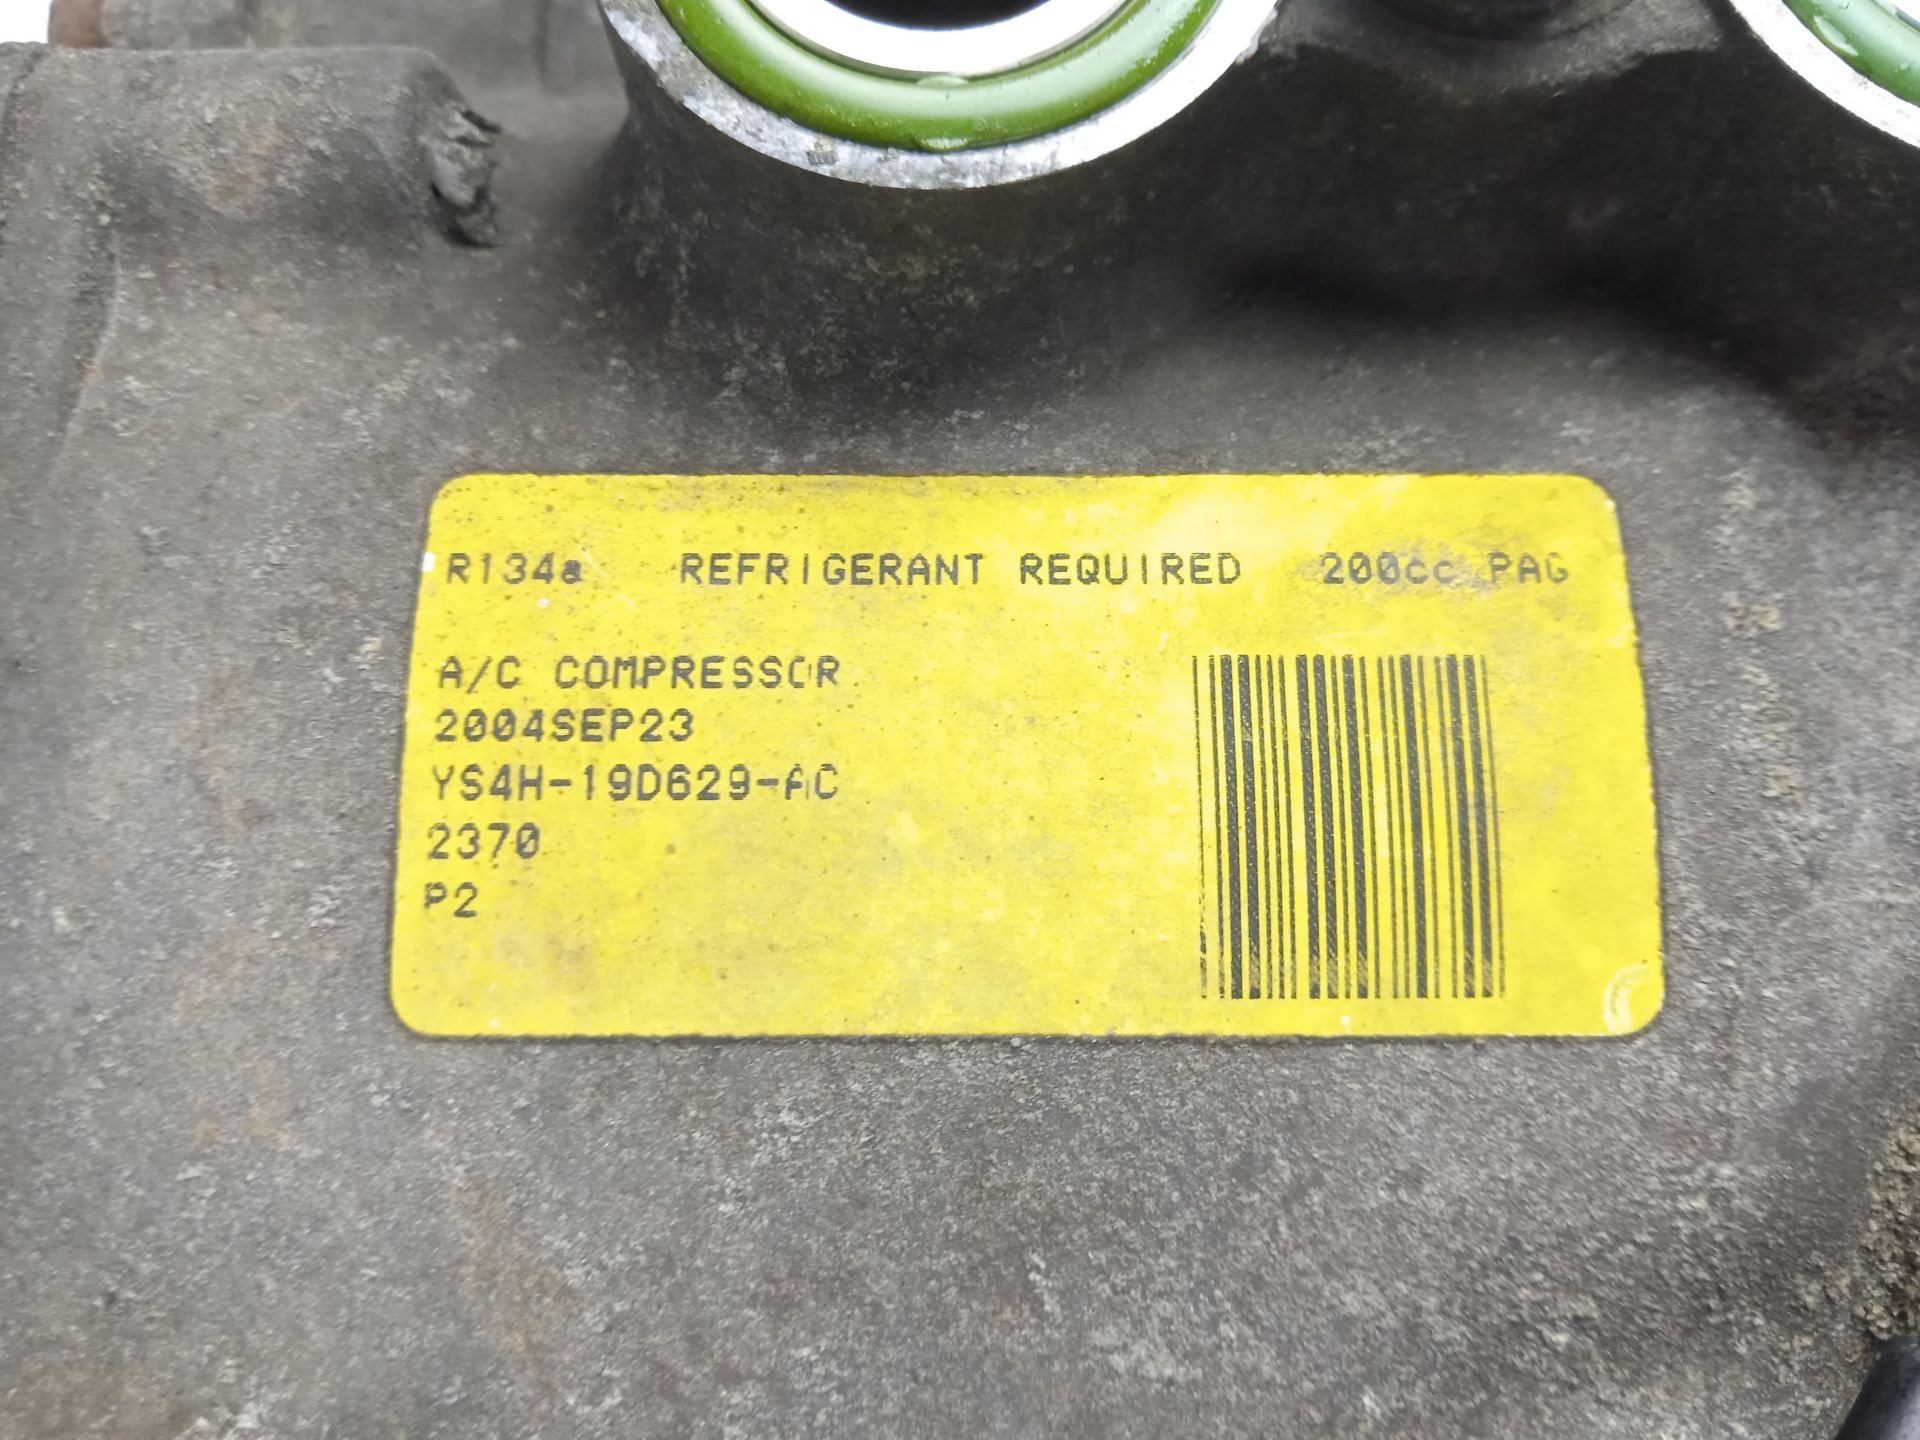 R134a REFRIGERANT REQUIRED 200cc PAG
A/C COMPRESSOR
2004SEP23
YS4H-19D629-AC
2370
P2